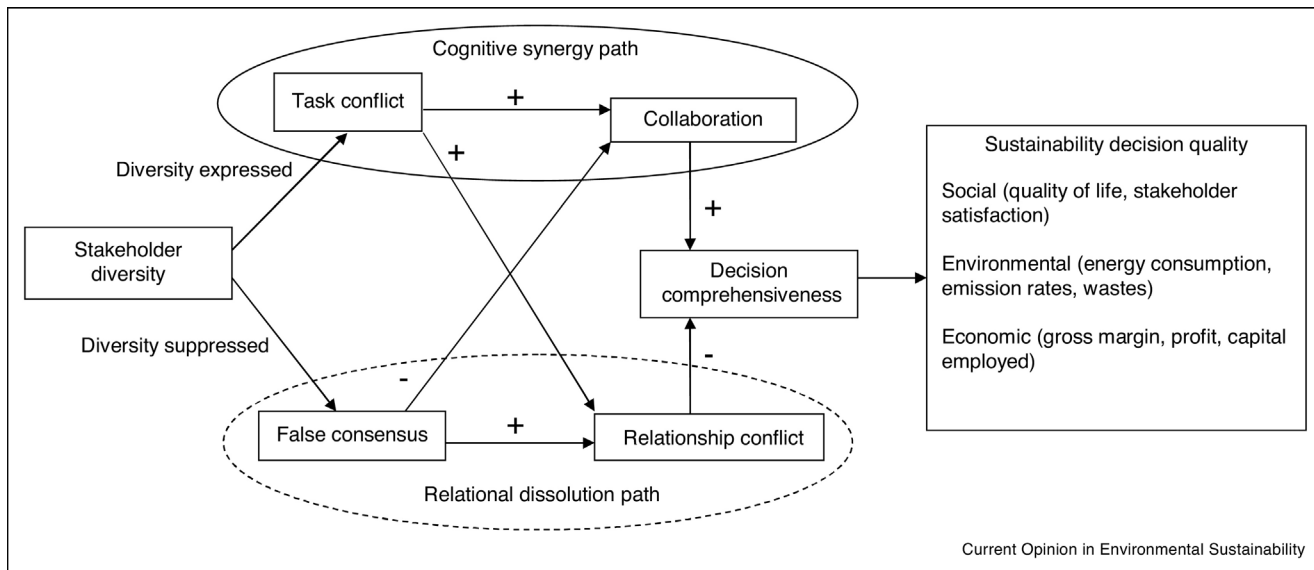 Cognitive synergy path
Task conflict
+
Collaboration
+
Diversity expressed
+
Stakeholder
diversity
Decision
comprehensiveness
Diversity suppressed
-
-
False consensus
+
Relationship conflict
Relational dissolution path
Sustainability decision quality
Social (quality of life, stakeholder
satisfaction)
Environmental (energy consumption,
emission rates, wastes)
Economic (gross margin, profit, capital
employed)
Current Opinion in Environmental Sustainability